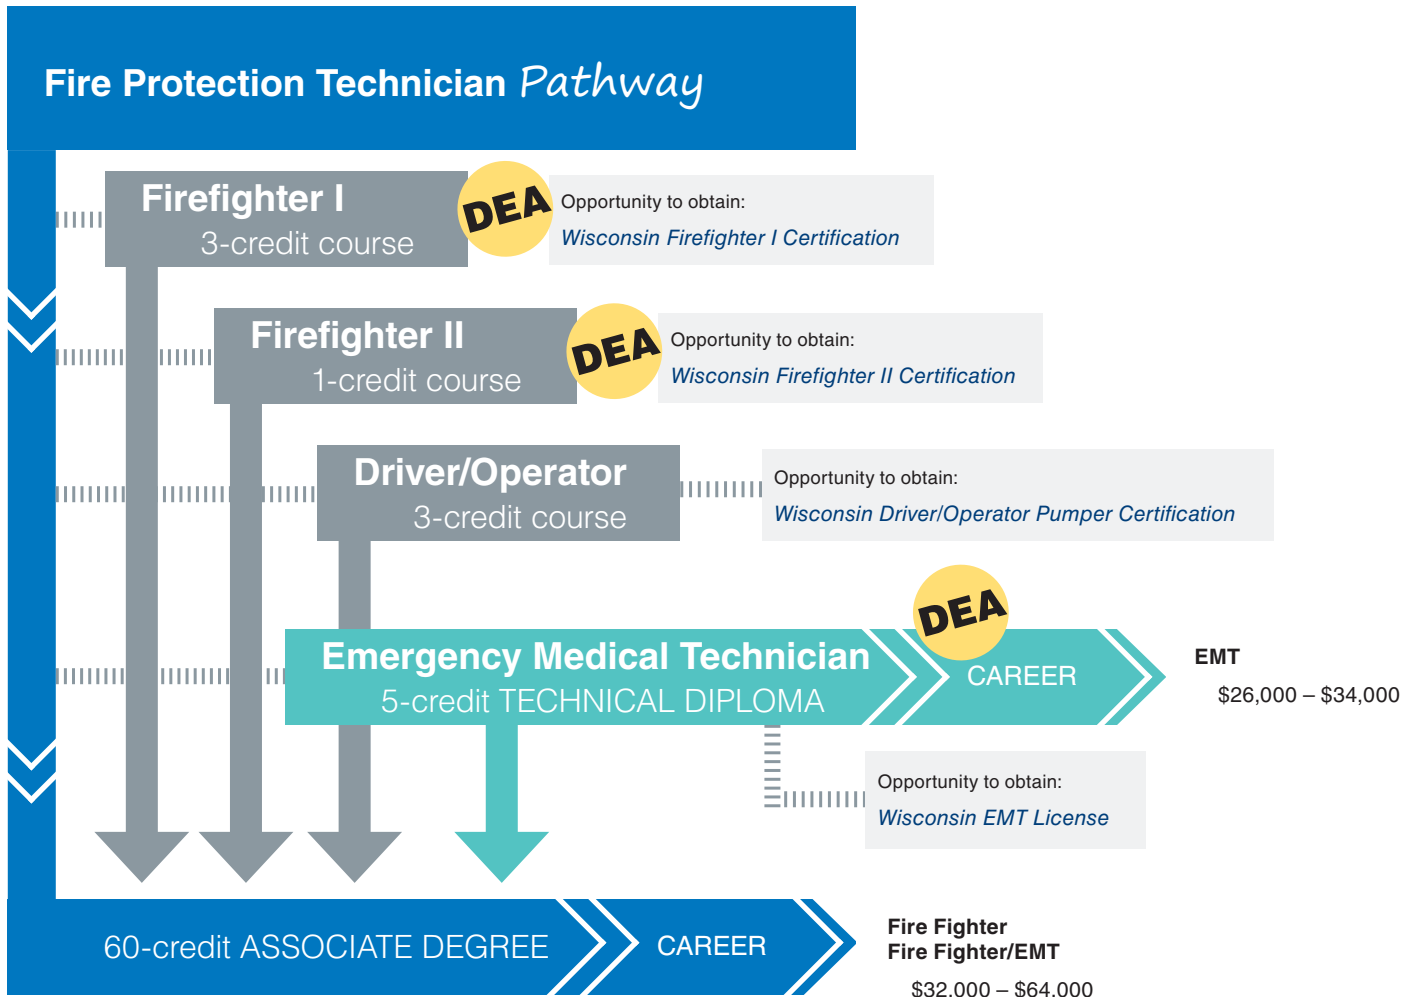 Fire Protection Technician Pathway
Firefighter I
3-credit course
DEA
Opportunity to obtain:
Wisconsin Firefighter I Certification
Firefighter II
1-credit course
DEA
Opportunity to obtain:
Wisconsin Firefighter II Certification
Driver/Operator
3-credit course
Opportunity to obtain:
Wisconsin Driver/Operator Pumper Certification
Emergency Medical Technician
5-credit TECHNICAL DIPLOMA
DEA
CAREER
EMT
$26,000 – $34,000
Opportunity to obtain:
Wisconsin EMT License
60-credit ASSOCIATE DEGREE
CAREER
Fire Fighter
Fire Fighter/EMT
$32,000 – $64,000